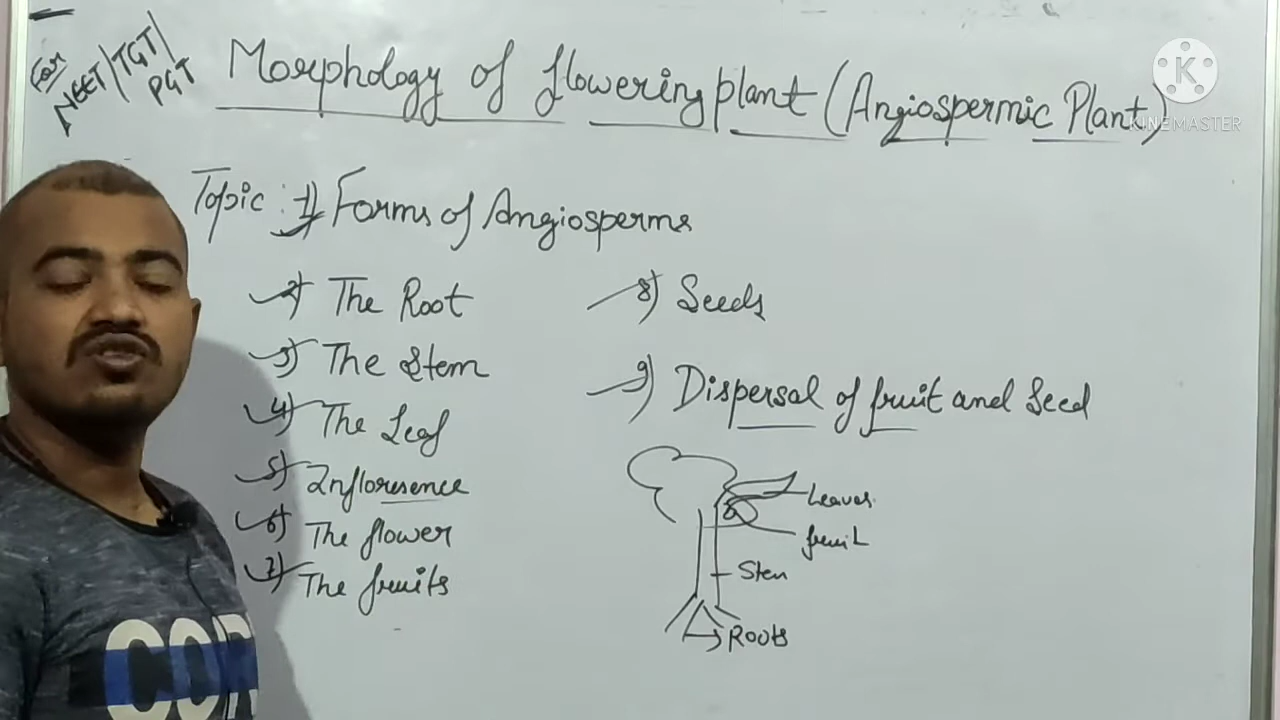 For
NEET/TGT/
PGT
Morphology of flowering plant (Angiospermic Plant)
K
KINEMASTER
Topic : 1) Forms of Angiosperms
2) The Root
3) The Stem
4) The Leaf
5) Infloresence
6) The flower
7) The fruits
8) Seeds
9) Dispersal of fruit and Seed
Leaves
fruit
Stem
Roots
COR